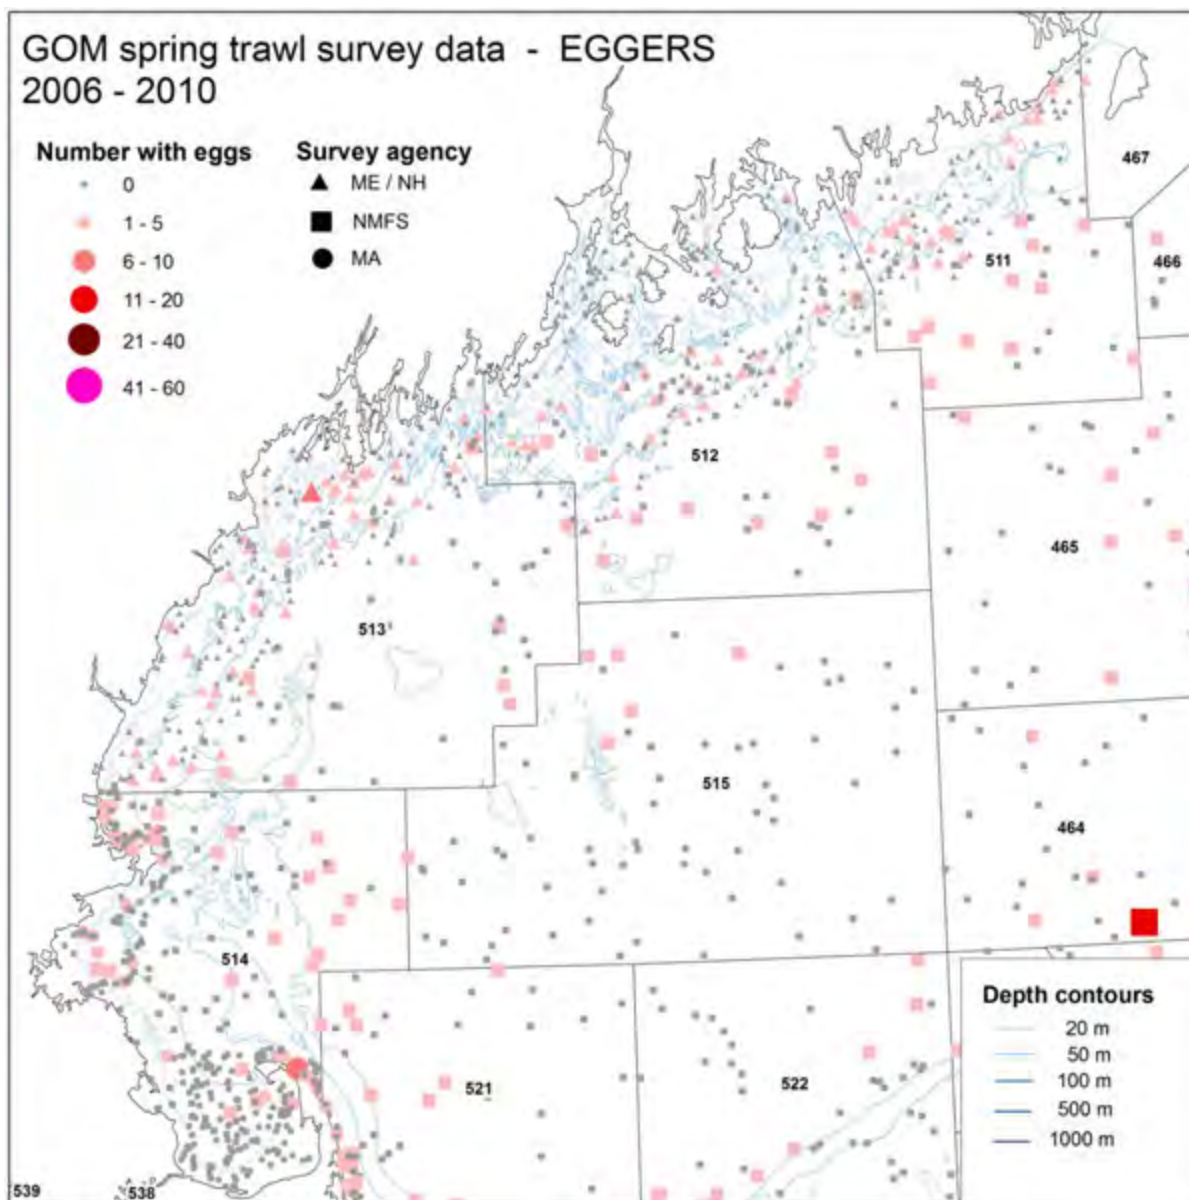 GOM spring trawl survey data - EGGERS
2006 - 2010
Number with eggs
0
1 - 5
6 - 10
11 - 20
21 - 40
41 - 60
Survey agency
ME / NH
NMFS
MA
467
466
511
512
465
513
515
464
514
521
522
539
538
Depth contours
20 m
50 m
100 m
500 m
1000 m